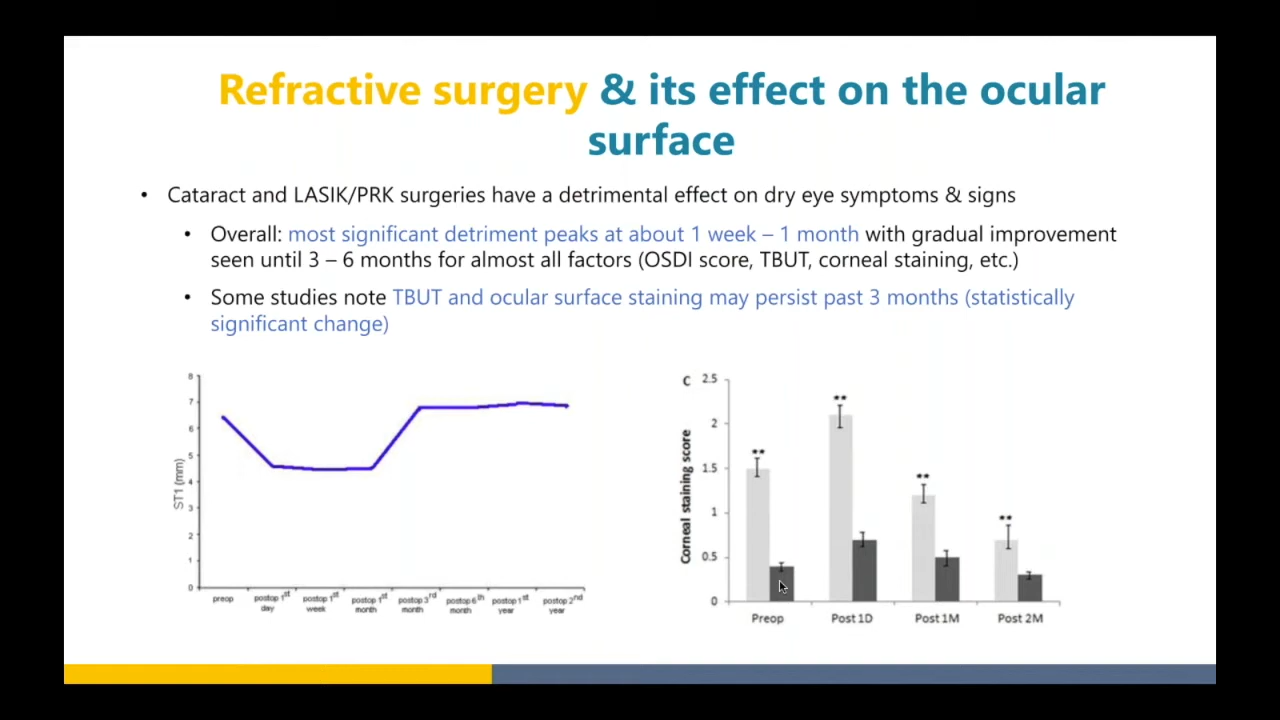 Refractive surgery & its effect on the ocular
surface
• Cataract and LASIK/PRK surgeries have a detrimental effect on dry eye symptoms & signs
• Overall: most significant detriment peaks at about 1 week – 1 month with gradual improvement
seen until 3 – 6 months for almost all factors (OSDI score, TBUT, corneal staining, etc.)
• Some studies note TBUT and ocular surface staining may persist past 3 months (statistically
significant change)
ST1 (mm)
8
7
6
5
4
3
2
1
0
preop
postop 1st
day
postop 1st
week
postop 1st
month
postop 3rd
month
postop 6th
month
postop 1st
year
postop 2nd
year
C
Corneal staining score
2.5
2
1.5
1
0.5
0
**
**
**
**
Preop
Post 1D
Post 1M
Post 2M